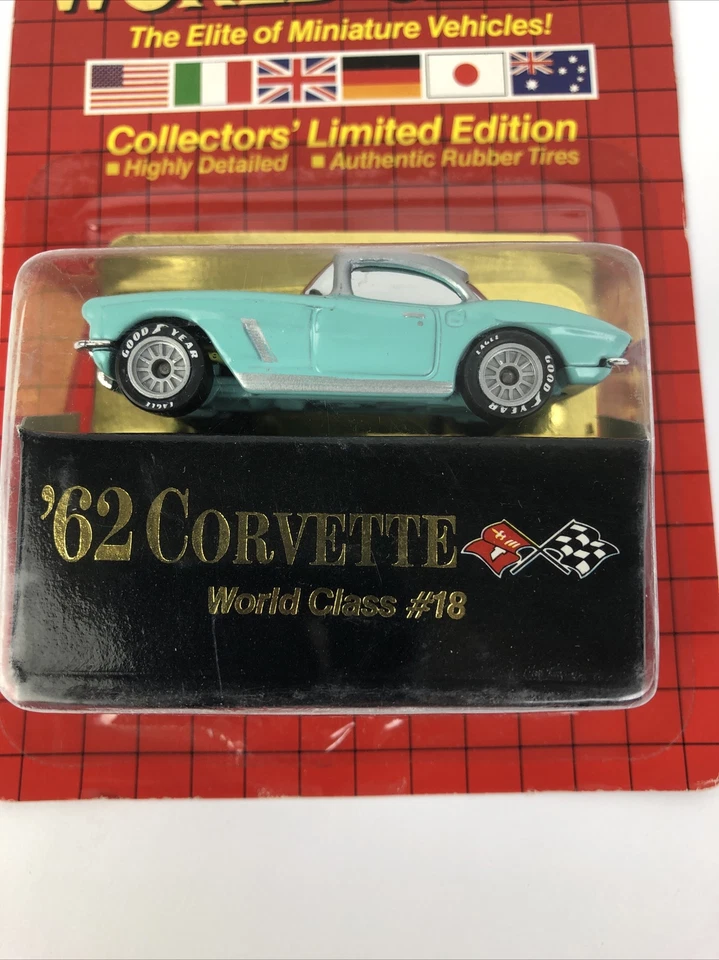 The Elite of Miniature Vehicles!
Collectors' Limited Edition
▪ Highly Detailed ▪ Authentic Rubber Tires
GOOD YEAR
EAGLE
EAGLE
GOOD YEAR
'62 CORVETTE
World Class #18